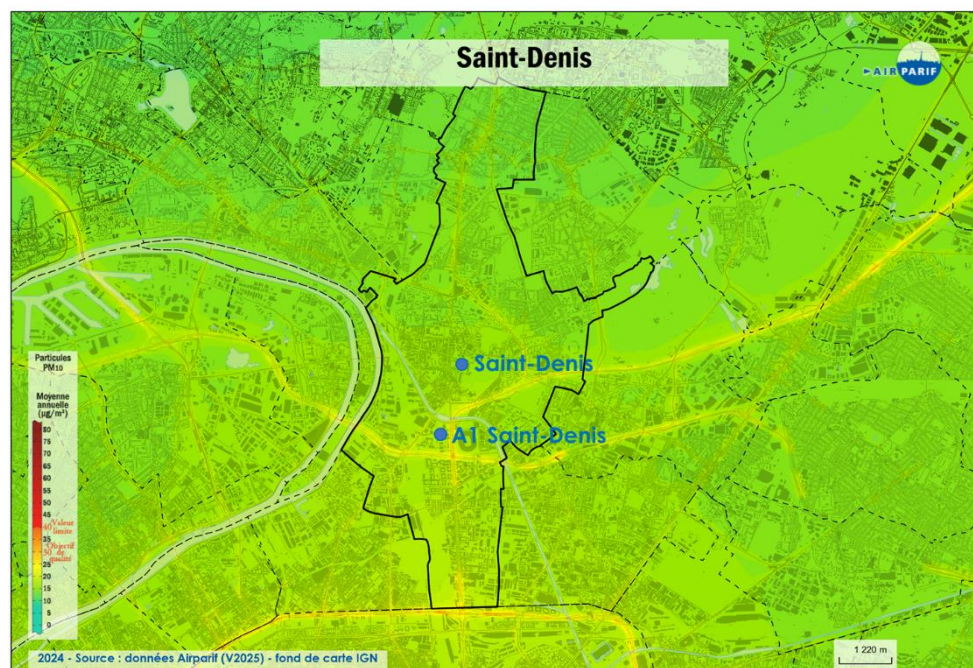 Saint-Denis
AIRPARIF
Saint-Denis
A1 Saint-Denis
Particules
PM10
Moyenne
annuelle
(µg/m³)
80
70
65
60
55
50
45
40 Valeur
limite
35
Objectif
30 de
qualité
25
20
15
10
5
0
2024 - Source : données Airparif (V2025) - fond de carte IGN
1 220 m